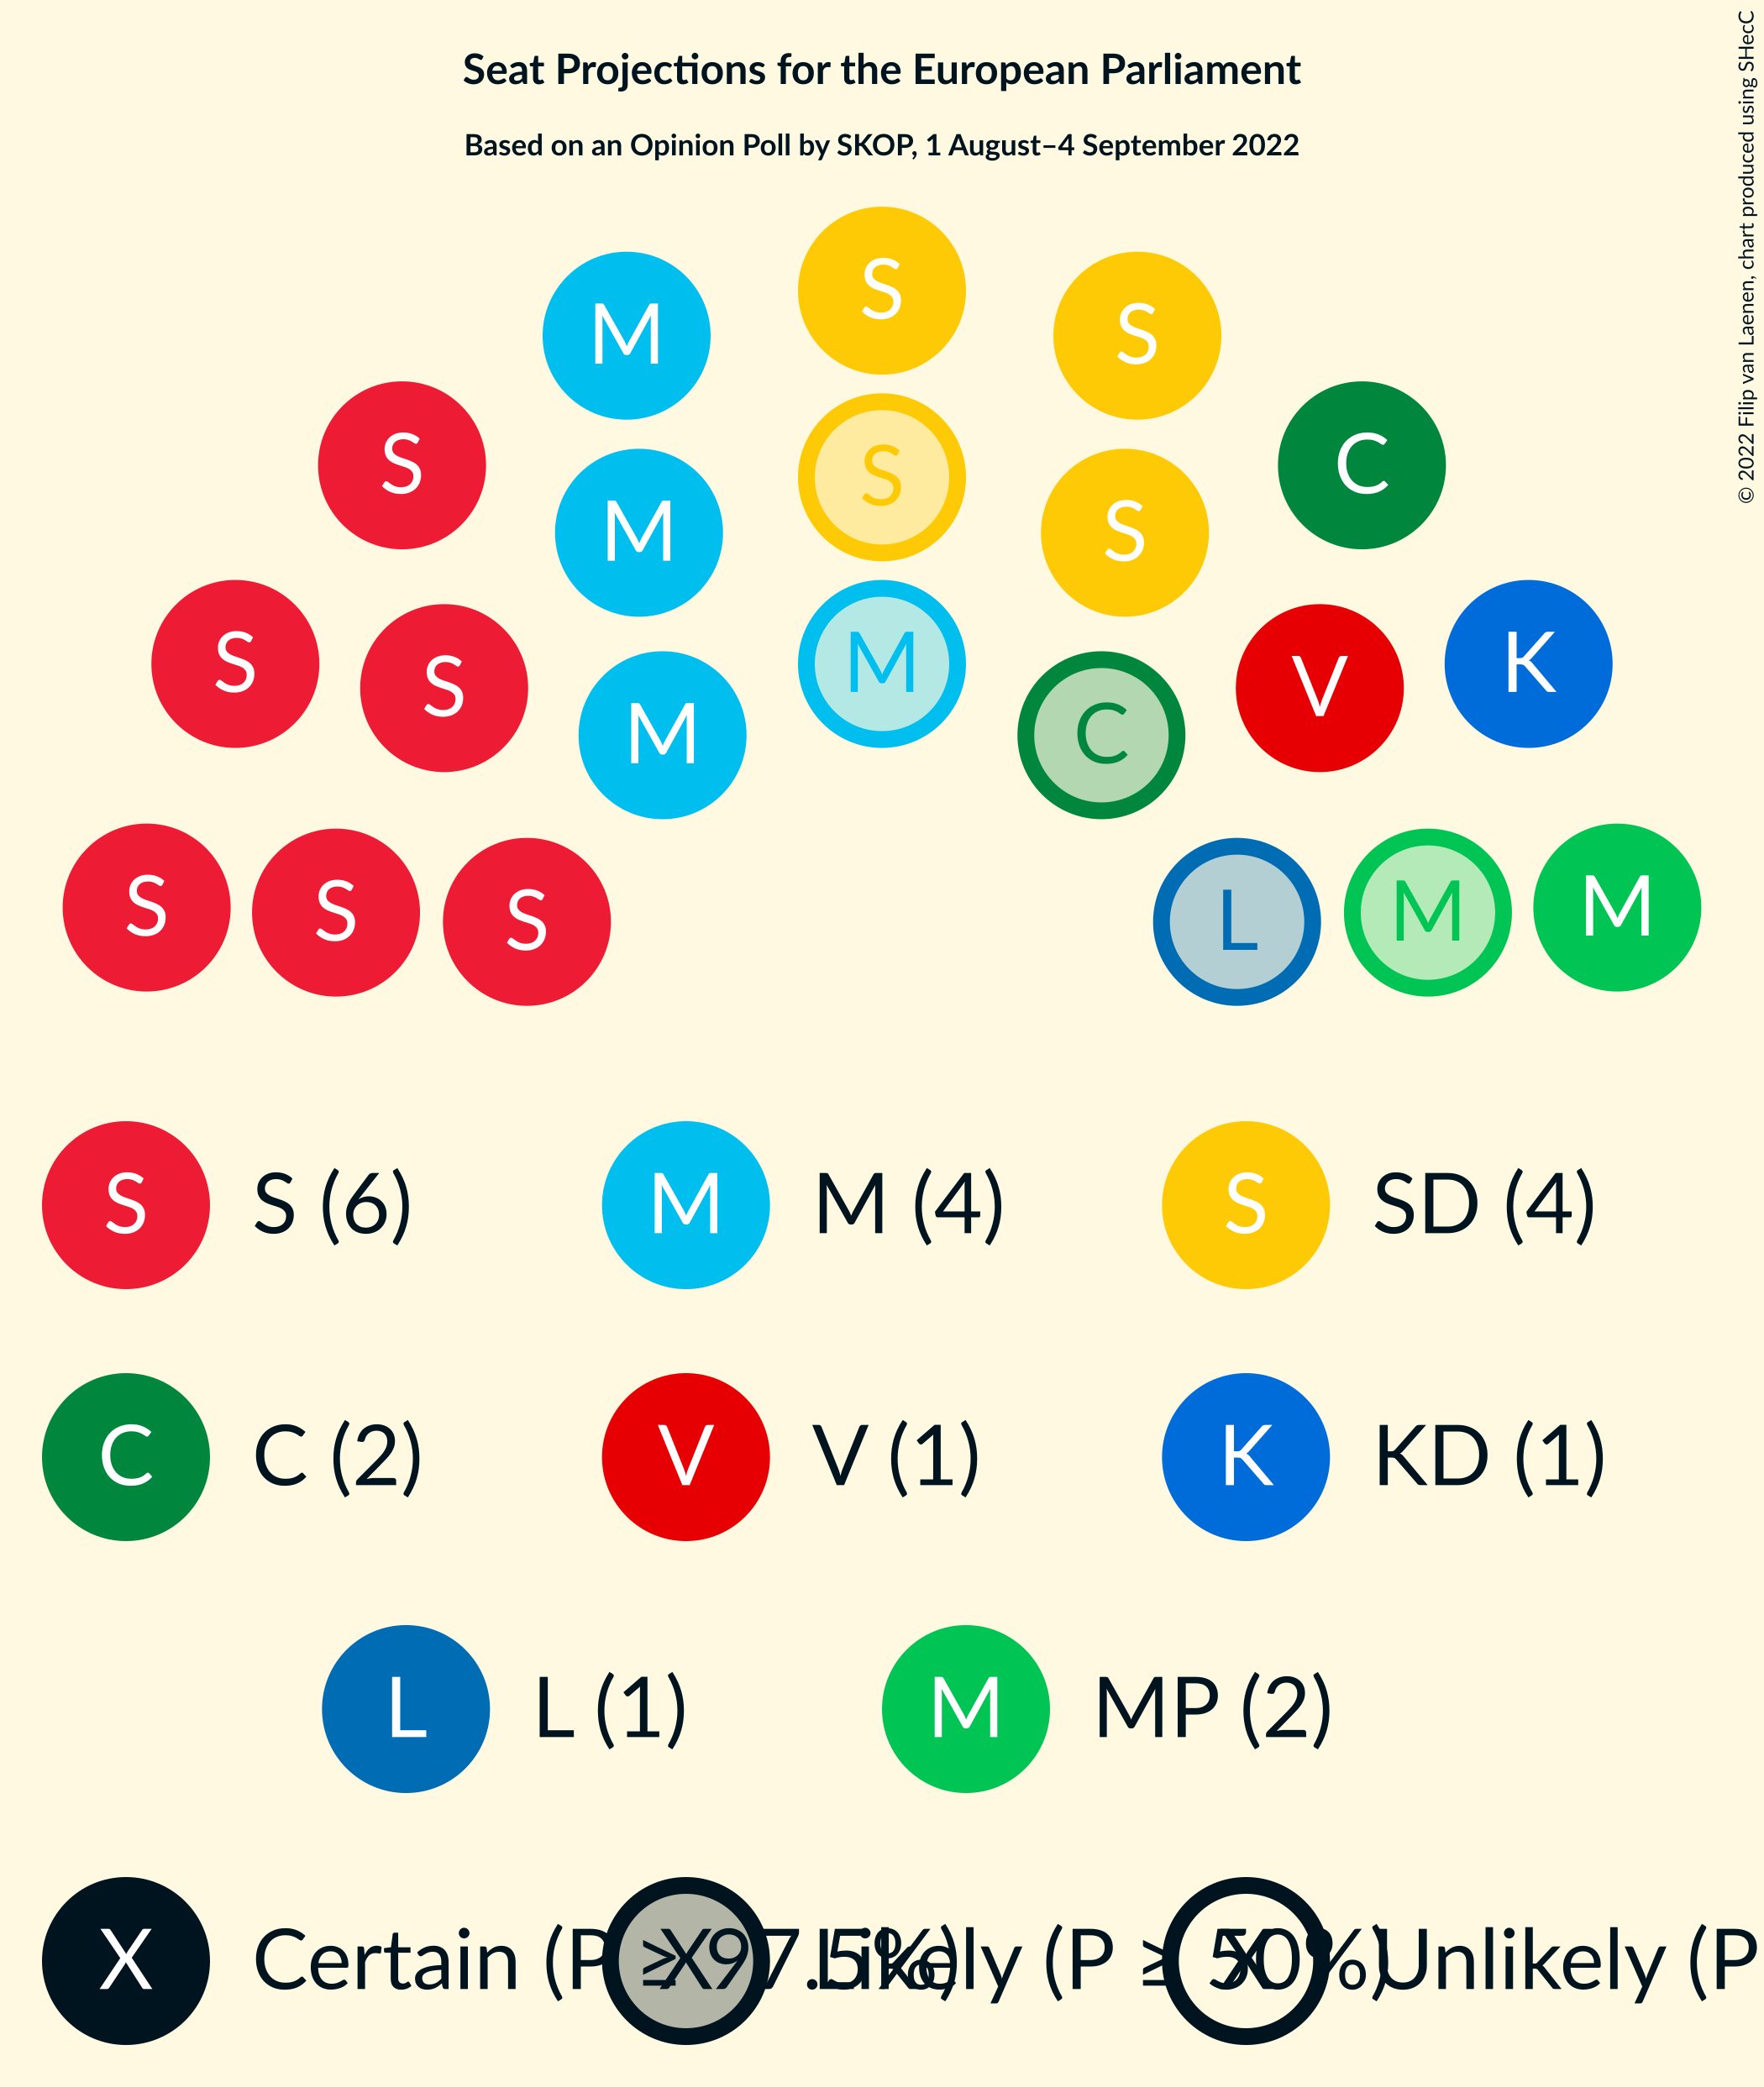 Seat Projections for the European Parliament
Based on an Opinion Poll by SKOP, 1 August–4 September 2022
© 2022 Filip van Laenen, chart produced using SHecC
S
M
S
S
S
C
M
S
S
S
M
K
S
S
V
M
C
S
S
S
L
M
M
S S (6)
M M (4)
S SD (4)
C C (2)
V V (1)
K KD (1)
L L (1)
M MP (2)
X Certain (P ≥ 97.5%)
X Likely (P ≥ 50%)
X Unlikely (P